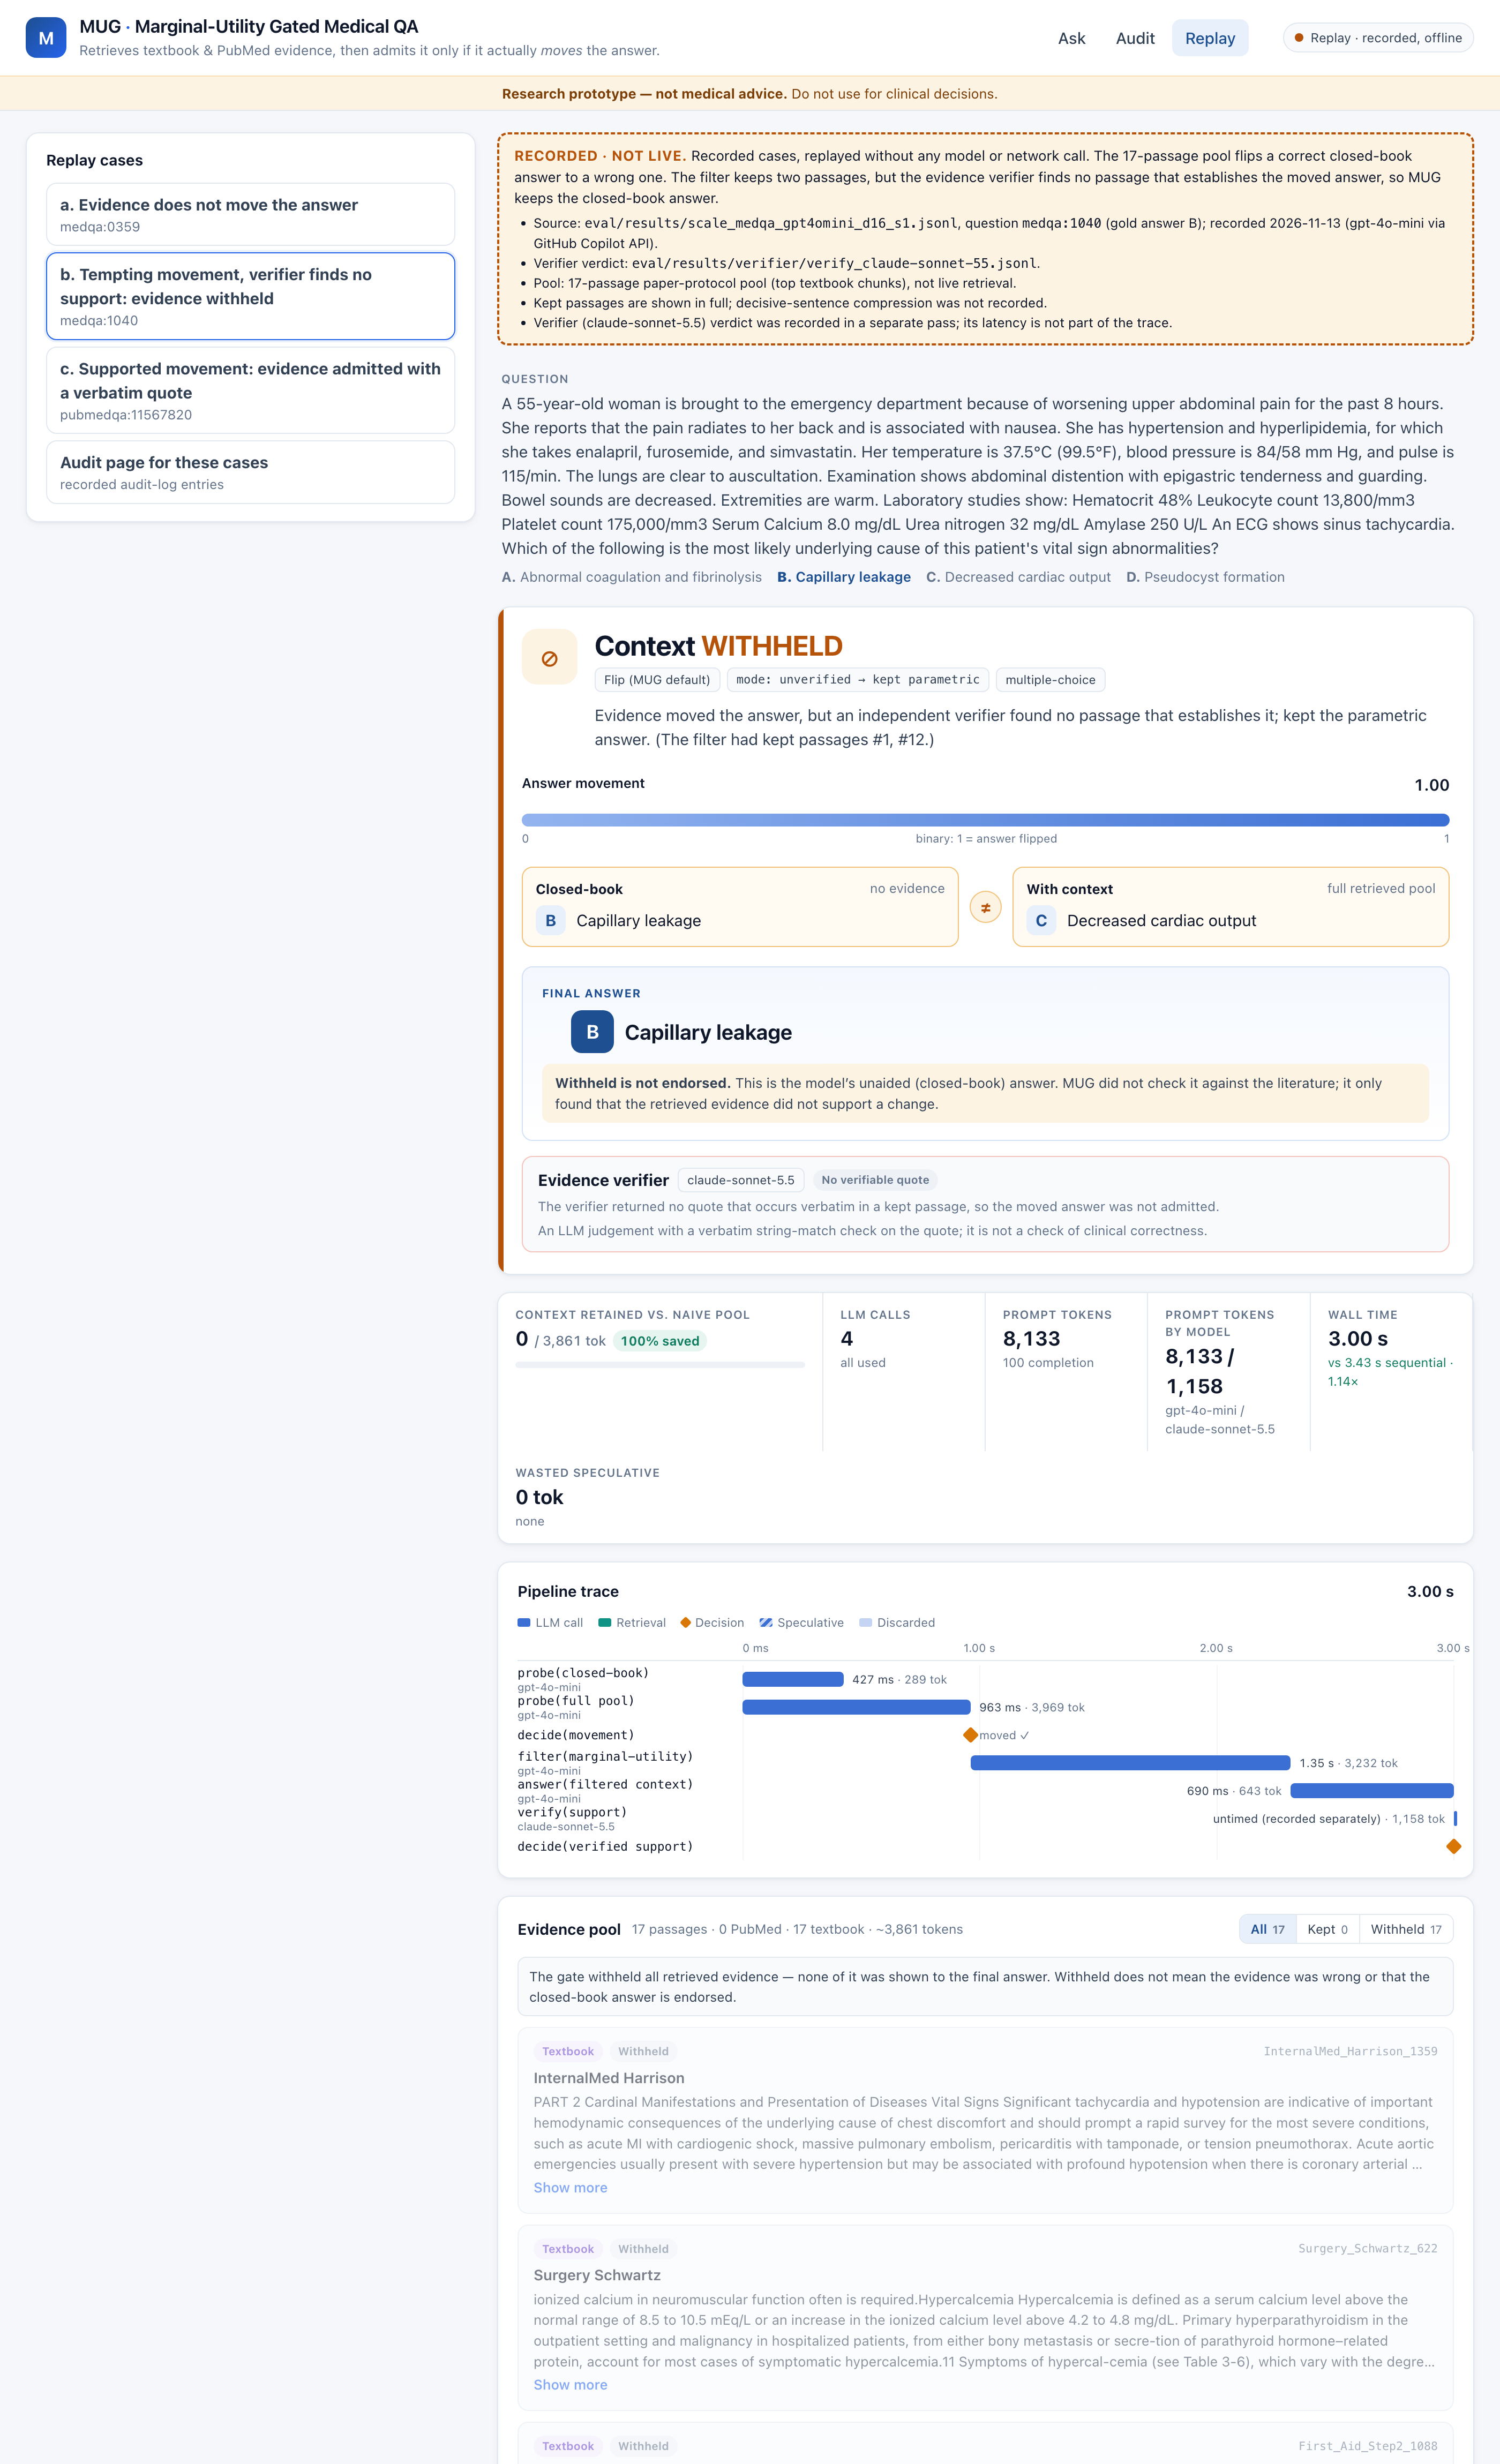 M
MUG · Marginal-Utility Gated Medical QA
Retrieves textbook & PubMed evidence, then admits it only if it actually moves the answer.
Ask
Audit
Replay
Replay · recorded, offline
Research prototype — not medical advice. Do not use for clinical decisions.
Replay cases
a. Evidence does not move the answer
medqa:0359
b. Tempting movement, verifier finds no
support: evidence withheld
medqa:1040
c. Supported movement: evidence admitted with
a verbatim quote
pubmedqa:11567820
Audit page for these cases
recorded audit-log entries
RECORDED · NOT LIVE. Recorded cases, replayed without any model or network call. The 17-passage pool flips a correct closed-book
answer to a wrong one. The filter keeps two passages, but the evidence verifier finds no passage that establishes the moved answer, so MUG
keeps the closed-book answer.
• Source: eval/results/scale_medqa_gpt4omini_d16_s1.jsonl, question medqa:1040 (gold answer B); recorded 2026-11-13 (gpt-4o-mini via
GitHub Copilot API).
• Verifier verdict: eval/results/verifier/verify_claude-sonnet-55.jsonl.
• Pool: 17-passage paper-protocol pool (top textbook chunks), not live retrieval.
• Kept passages are shown in full; decisive-sentence compression was not recorded.
• Verifier (claude-sonnet-5.5) verdict was recorded in a separate pass; its latency is not part of the trace.
QUESTION
A 55-year-old woman is brought to the emergency department because of worsening upper abdominal pain for the past 8 hours.
She reports that the pain radiates to her back and is associated with nausea. She has hypertension and hyperlipidemia, for which
she takes enalapril, furosemide, and simvastatin. Her temperature is 37.5°C (99.5°F), blood pressure is 84/58 mm Hg, and pulse is
115/min. The lungs are clear to auscultation. Examination shows abdominal distention with epigastric tenderness and guarding.
Bowel sounds are decreased. Extremities are warm. Laboratory studies show: Hematocrit 48% Leukocyte count 13,800/mm3
Platelet count 175,000/mm3 Serum Calcium 8.0 mg/dL Urea nitrogen 32 mg/dL Amylase 250 U/L An ECG shows sinus tachycardia.
Which of the following is the most likely underlying cause of this patient's vital sign abnormalities?
A. Abnormal coagulation and fibrinolysis B. Capillary leakage C. Decreased cardiac output D. Pseudocyst formation
⊘
Context WITHHELD
Flip (MUG default)
mode: unverified → kept parametric
multiple-choice
Evidence moved the answer, but an independent verifier found no passage that establishes it; kept the parametric
answer. (The filter had kept passages #1, #12.)
Answer movement
1.00
0
binary: 1 = answer flipped
1
Closed-book
no evidence
B Capillary leakage
≠
With context
full retrieved pool
C Decreased cardiac output
FINAL ANSWER
B Capillary leakage
Withheld is not endorsed. This is the model's unaided (closed-book) answer. MUG did not check it against the literature; it only
found that the retrieved evidence did not support a change.
Evidence verifier
claude-sonnet-5.5
No verifiable quote
The verifier returned no quote that occurs verbatim in a kept passage, so the moved answer was not admitted.
An LLM judgement with a verbatim string-match check on the quote; it is not a check of clinical correctness.
CONTEXT RETAINED VS. NAIVE POOL
0 / 3,861 tok 100% saved
LLM CALLS
4
all used
PROMPT TOKENS
8,133
100 completion
PROMPT TOKENS
BY MODEL
8,133 /
1,158
gpt-4o-mini /
claude-sonnet-5.5
WALL TIME
3.00 s
vs 3.43 s sequential ·
1.14×
WASTED SPECULATIVE
0 tok
none
Pipeline trace
3.00 s
LLM call
Retrieval
Decision
Speculative
Discarded
0 ms
1.00 s
2.00 s
3.00 s
probe(closed-book)
gpt-4o-mini
427 ms · 289 tok
probe(full pool)
gpt-4o-mini
963 ms · 3,969 tok
decide(movement)
moved ✓
filter(marginal-utility)
gpt-4o-mini
1.35 s · 3,232 tok
answer(filtered context)
gpt-4o-mini
690 ms · 643 tok
verify(support)
claude-sonnet-5.5
untimed (recorded separately) · 1,158 tok
decide(verified support)
Evidence pool
17 passages · 0 PubMed · 17 textbook · ~3,861 tokens
All 17
Kept 0
Withheld 17
The gate withheld all retrieved evidence — none of it was shown to the final answer. Withheld does not mean the evidence was wrong or that the
closed-book answer is endorsed.
Textbook
Withheld
InternalMed_Harrison_1359
InternalMed Harrison
PART 2 Cardinal Manifestations and Presentation of Diseases Vital Signs Significant tachycardia and hypotension are indicative of important
hemodynamic consequences of the underlying cause of chest discomfort and should prompt a rapid survey for the most severe conditions,
such as acute MI with cardiogenic shock, massive pulmonary embolism, pericarditis with tamponade, or tension pneumothorax. Acute aortic
emergencies usually present with severe hypertension but may be associated with profound hypotension when there is coronary arterial ...
Show more
Textbook
Withheld
Surgery_Schwartz_622
Surgery Schwartz
ionized calcium in neuromuscular function often is required.Hypercalcemia Hypercalcemia is defined as a serum calcium level above the
normal range of 8.5 to 10.5 mEq/L or an increase in the ionized calcium level above 4.2 to 4.8 mg/dL. Primary hyperparathyroidism in the
outpatient setting and malignancy in hospitalized patients, from either bony metastasis or secre-tion of parathyroid hormone–related
protein, account for most cases of symptomatic hypercalcemia.11 Symptoms of hypercal-cemia (see Table 3-6), which vary with the degre...
Show more
Textbook
Withheld
First_Aid_Step2_1088